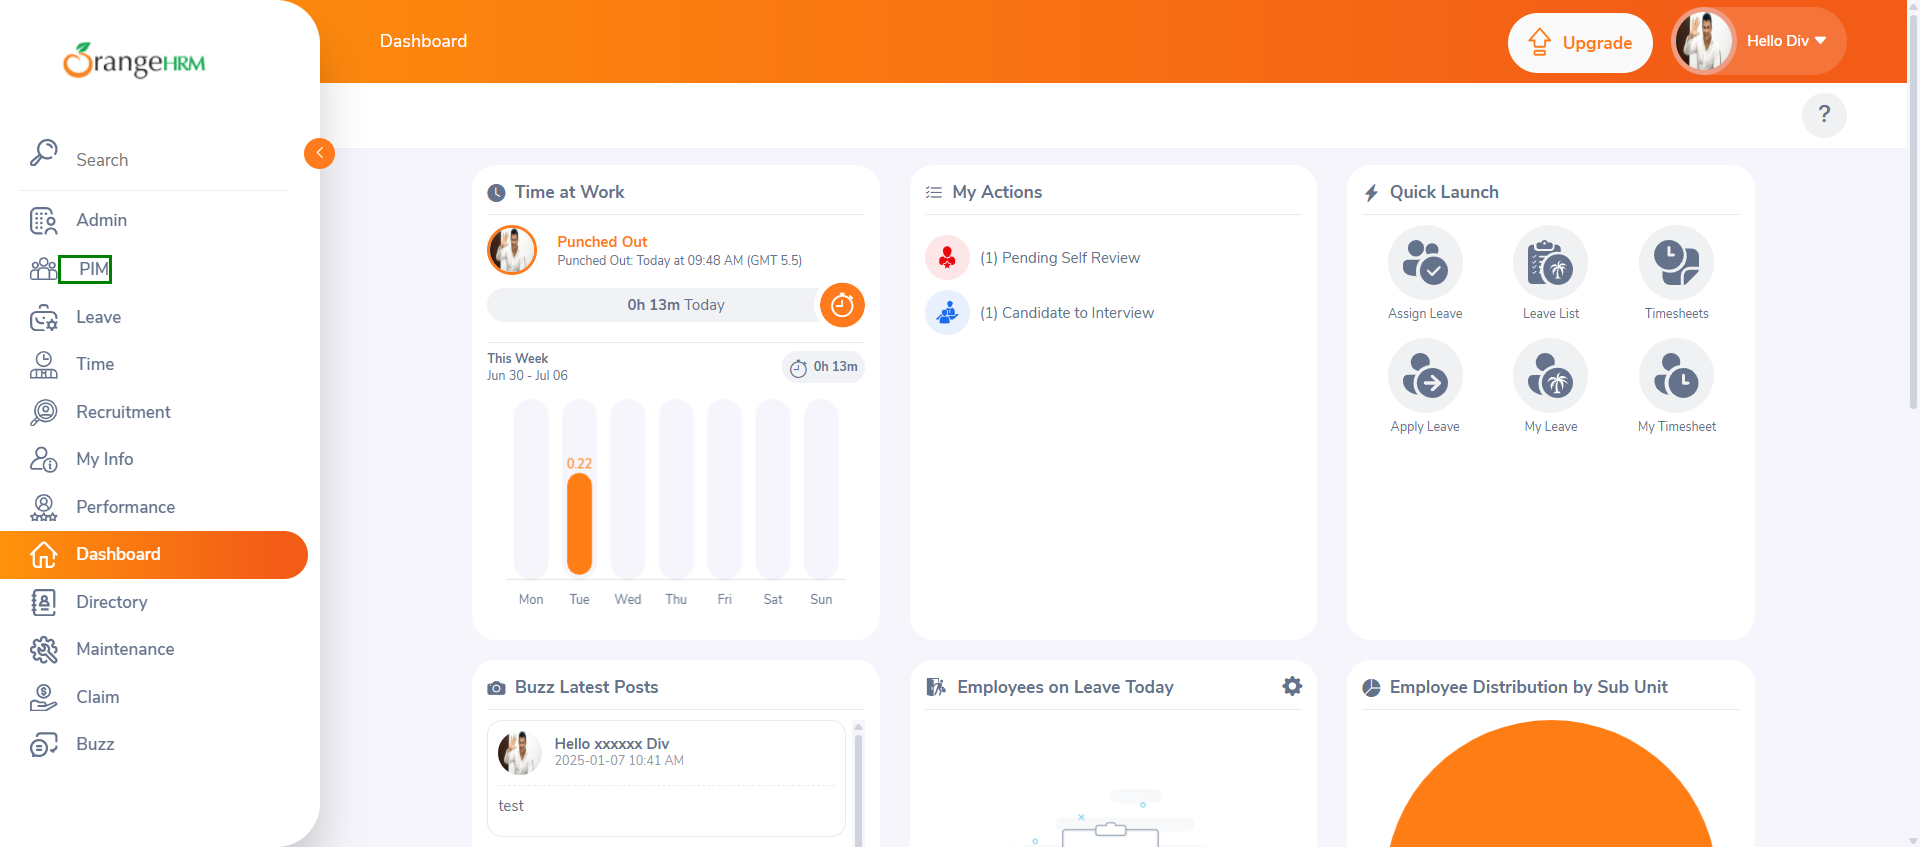 OrangeHRM
Dashboard
Upgrade
Hello Div
?
Search
Admin
PIM
Leave
Time
Recruitment
My Info
Performance
Dashboard
Directory
Maintenance
Claim
Buzz
Time at Work
Punched Out
Punched Out: Today at 09:48 AM (GMT 5.5)
0h 13m Today
This Week
Jun 30 - Jul 06
0h 13m
0.22
Mon Tue Wed Thu Fri Sat Sun
My Actions
(1) Pending Self Review
(1) Candidate to Interview
Quick Launch
Assign Leave Leave List Timesheets
Apply Leave My Leave My Timesheet
Buzz Latest Posts
Hello xxxxxx Div
2025-01-07 10:41 AM
test
Employees on Leave Today
Employee Distribution by Sub Unit